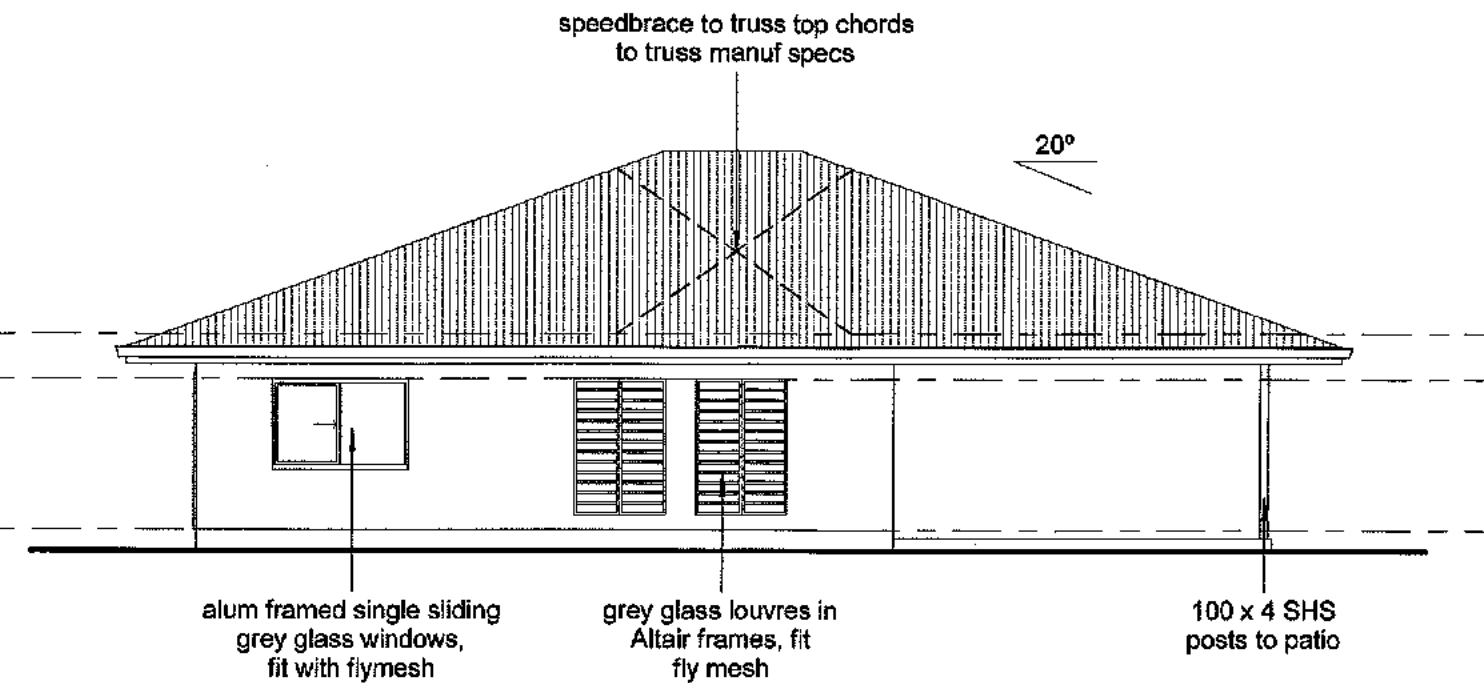 speedbrace to truss top chords
to truss manuf specs
20º
alum framed single sliding
grey glass windows,
fit with flymesh
grey glass louvres in
Altair frames, fit
fly mesh
100 x 4 SHS
posts to patio